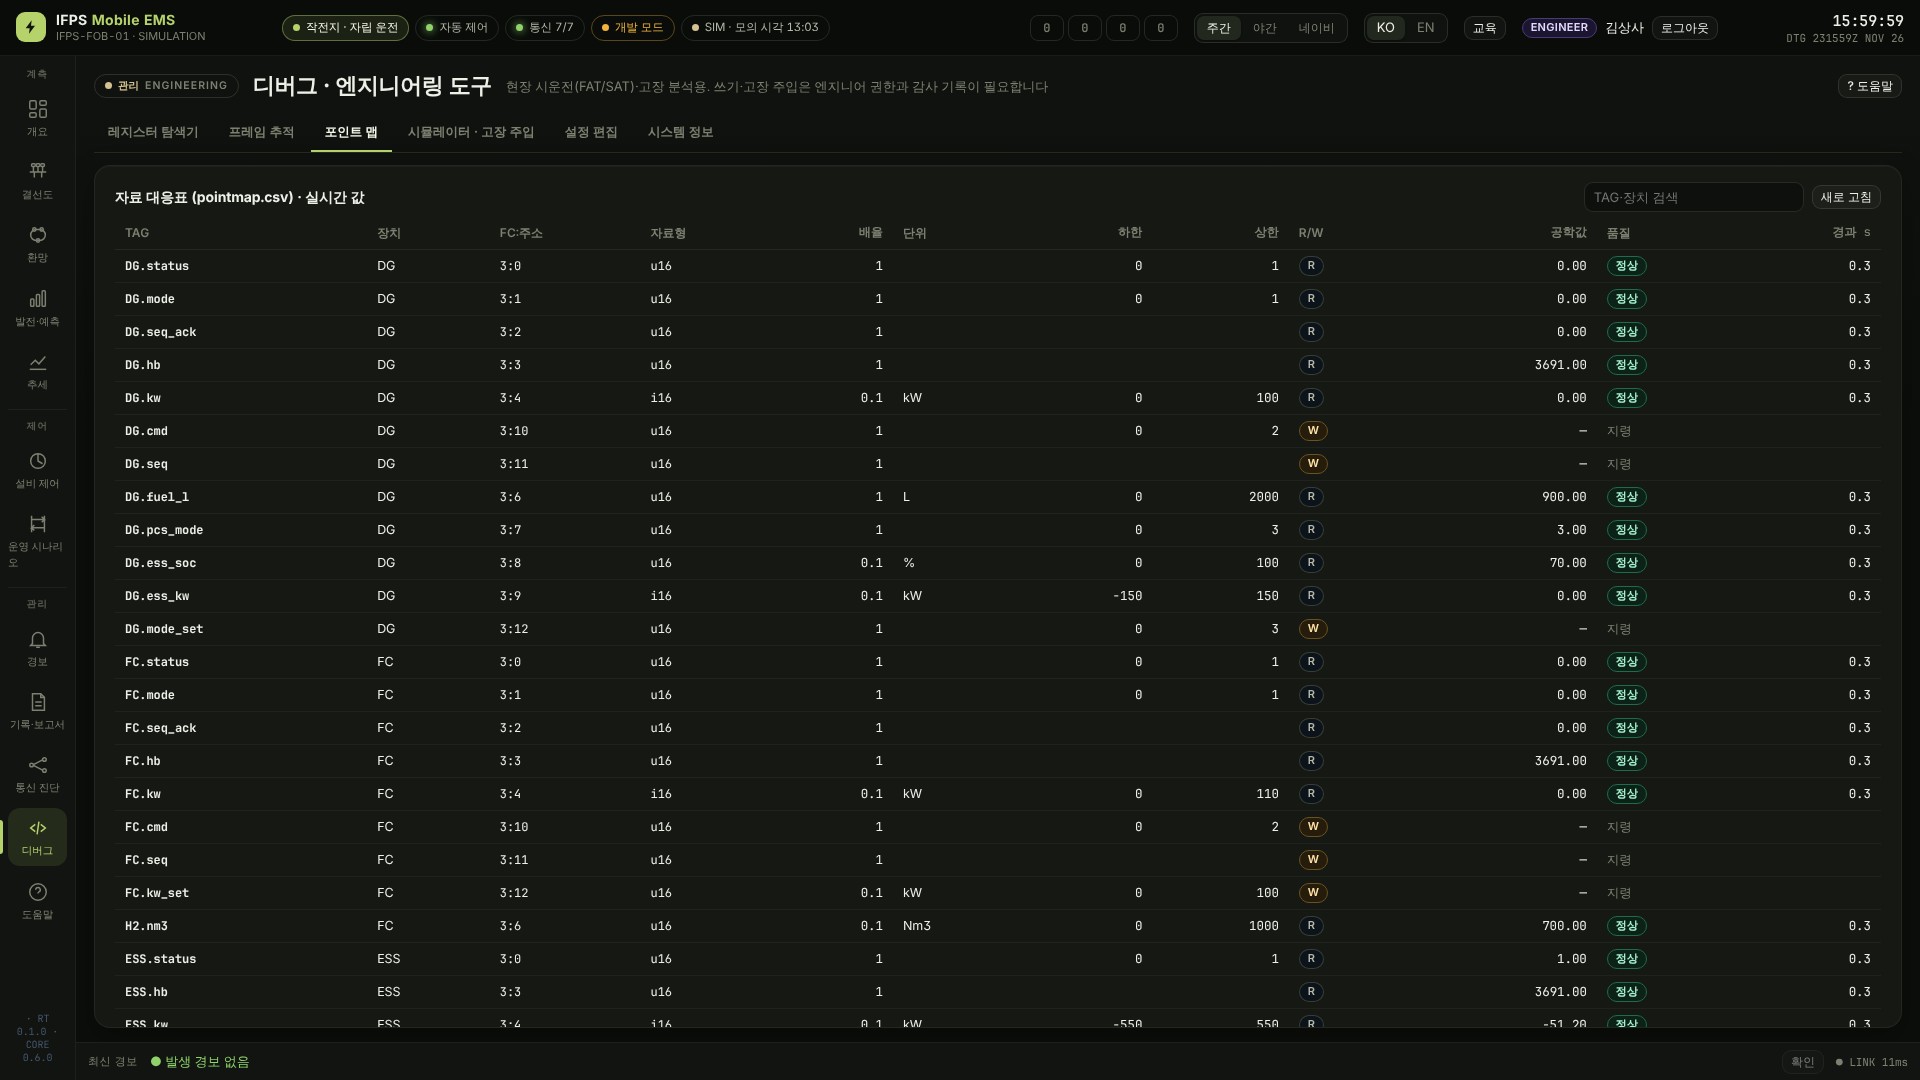 IFPS Mobile EMS
IFPS-FOB-01 · SIMULATION
작전지 · 자립 운전
자동 제어
통신 7/7
개발 모드
SIM · 모의 시각 13:03
0 0 0 0
주간 야간 네이비
KO EN
교육
ENGINEER 김상사 로그아웃
15:59:59
DTG 231559Z NOV 26
계측
개요
결선도
환망
발전·예측
추세
제어
설비 제어
운영 시나리
오
관리
경보
기록·보고서
통신 진단
디버그
도움말
· RT
0.1.0 ·
CORE
0.6.0
관리 ENGINEERING
디버그 · 엔지니어링 도구
현장 시운전(FAT/SAT)·고장 분석용. 쓰기·고장 주입은 엔지니어 권한과 감사 기록이 필요합니다
? 도움말
레지스터 탐색기 프레임 추적 포인트 맵 시뮬레이터 · 고장 주입 설정 편집 시스템 정보
자료 대응표 (pointmap.csv) · 실시간 값
TAG·장치 검색
새로 고침
TAG 장치 FC:주소 자료형 배율 단위 하한 상한 R/W 공학값 품질 경과 s
DG.status DG 3:0 u16 1 0 1 R 0.00 정상 0.3
DG.mode DG 3:1 u16 1 0 1 R 0.00 정상 0.3
DG.seq_ack DG 3:2 u16 1 R 0.00 정상 0.3
DG.hb DG 3:3 u16 1 R 3691.00 정상 0.3
DG.kw DG 3:4 i16 0.1 kW 0 100 R 0.00 정상 0.3
DG.cmd DG 3:10 u16 1 0 2 W — 지령
DG.seq DG 3:11 u16 1 W — 지령
DG.fuel_l DG 3:6 u16 1 L 0 2000 R 900.00 정상 0.3
DG.pcs_mode DG 3:7 u16 1 0 3 R 3.00 정상 0.3
DG.ess_soc DG 3:8 u16 0.1 % 0 100 R 70.00 정상 0.3
DG.ess_kw DG 3:9 i16 0.1 kW -150 150 R 0.00 정상 0.3
DG.mode_set DG 3:12 u16 1 0 3 W — 지령
FC.status FC 3:0 u16 1 0 1 R 0.00 정상 0.3
FC.mode FC 3:1 u16 1 0 1 R 0.00 정상 0.3
FC.seq_ack FC 3:2 u16 1 R 0.00 정상 0.3
FC.hb FC 3:3 u16 1 R 3691.00 정상 0.3
FC.kw FC 3:4 i16 0.1 kW 0 110 R 0.00 정상 0.3
FC.cmd FC 3:10 u16 1 0 2 W — 지령
FC.seq FC 3:11 u16 1 W — 지령
FC.kw_set FC 3:12 u16 0.1 kW 0 100 W — 지령
H2.nm3 FC 3:6 u16 0.1 Nm3 0 1000 R 700.00 정상 0.3
ESS.status ESS 3:0 u16 1 0 1 R 1.00 정상 0.3
ESS.hb ESS 3:3 u16 1 R 3691.00 정상 0.3
ESS.kw ESS 3:4 i16 0.1 kW -550 550 R -51.20 정상 0.3
최신 경보 발생 경보 없음
확인
LINK 11ms